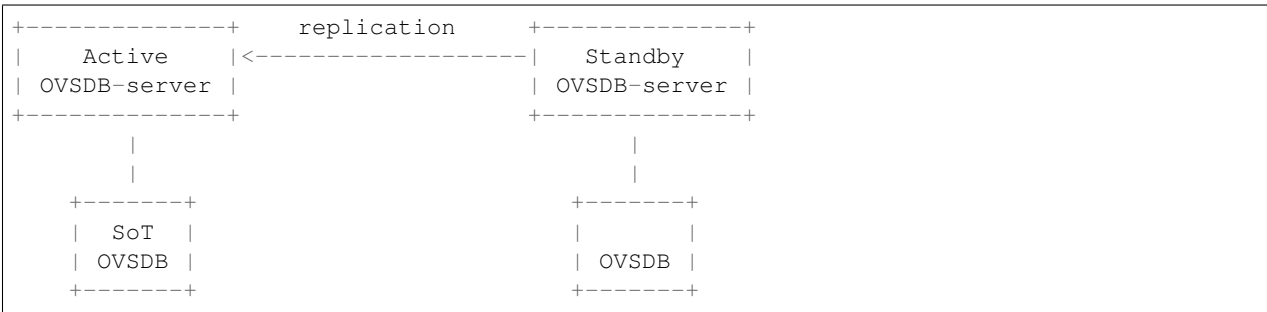 +--------------+    replication     +--------------+
|    Active    |<-------------------|   Standby    |
| OVSDB-server |                    | OVSDB-server |
+--------------+                    +--------------+
        |                                  |
        |                                  |
    +-------+                          +-------+
    |  SoT  |                          |       |
    | OVSDB |                          | OVSDB |
    +-------+                          +-------+